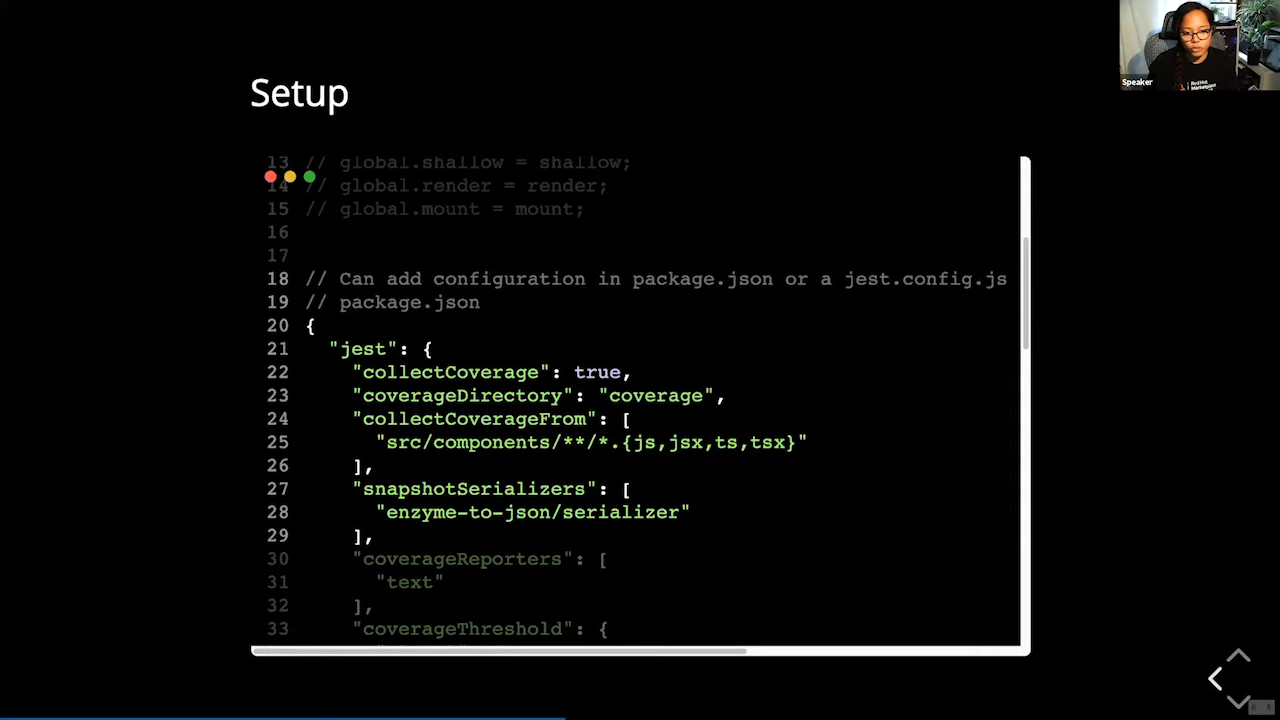 Setup
Speaker
Red Hat
Marketplace
13 // global.shallow = shallow;
14 // global.render = render;
15 // global.mount = mount;
16
17
18 // Can add configuration in package.json or a jest.config.js
19 // package.json
20 {
21 "jest": {
22 "collectCoverage": true,
23 "coverageDirectory": "coverage",
24 "collectCoverageFrom": [
25 "src/components/**/*.{js,jsx,ts,tsx}"
26 ],
27 "snapshotSerializers": [
28 "enzyme-to-json/serializer"
29 ],
30 "coverageReporters": [
31 "text"
32 ],
33 "coverageThreshold": {